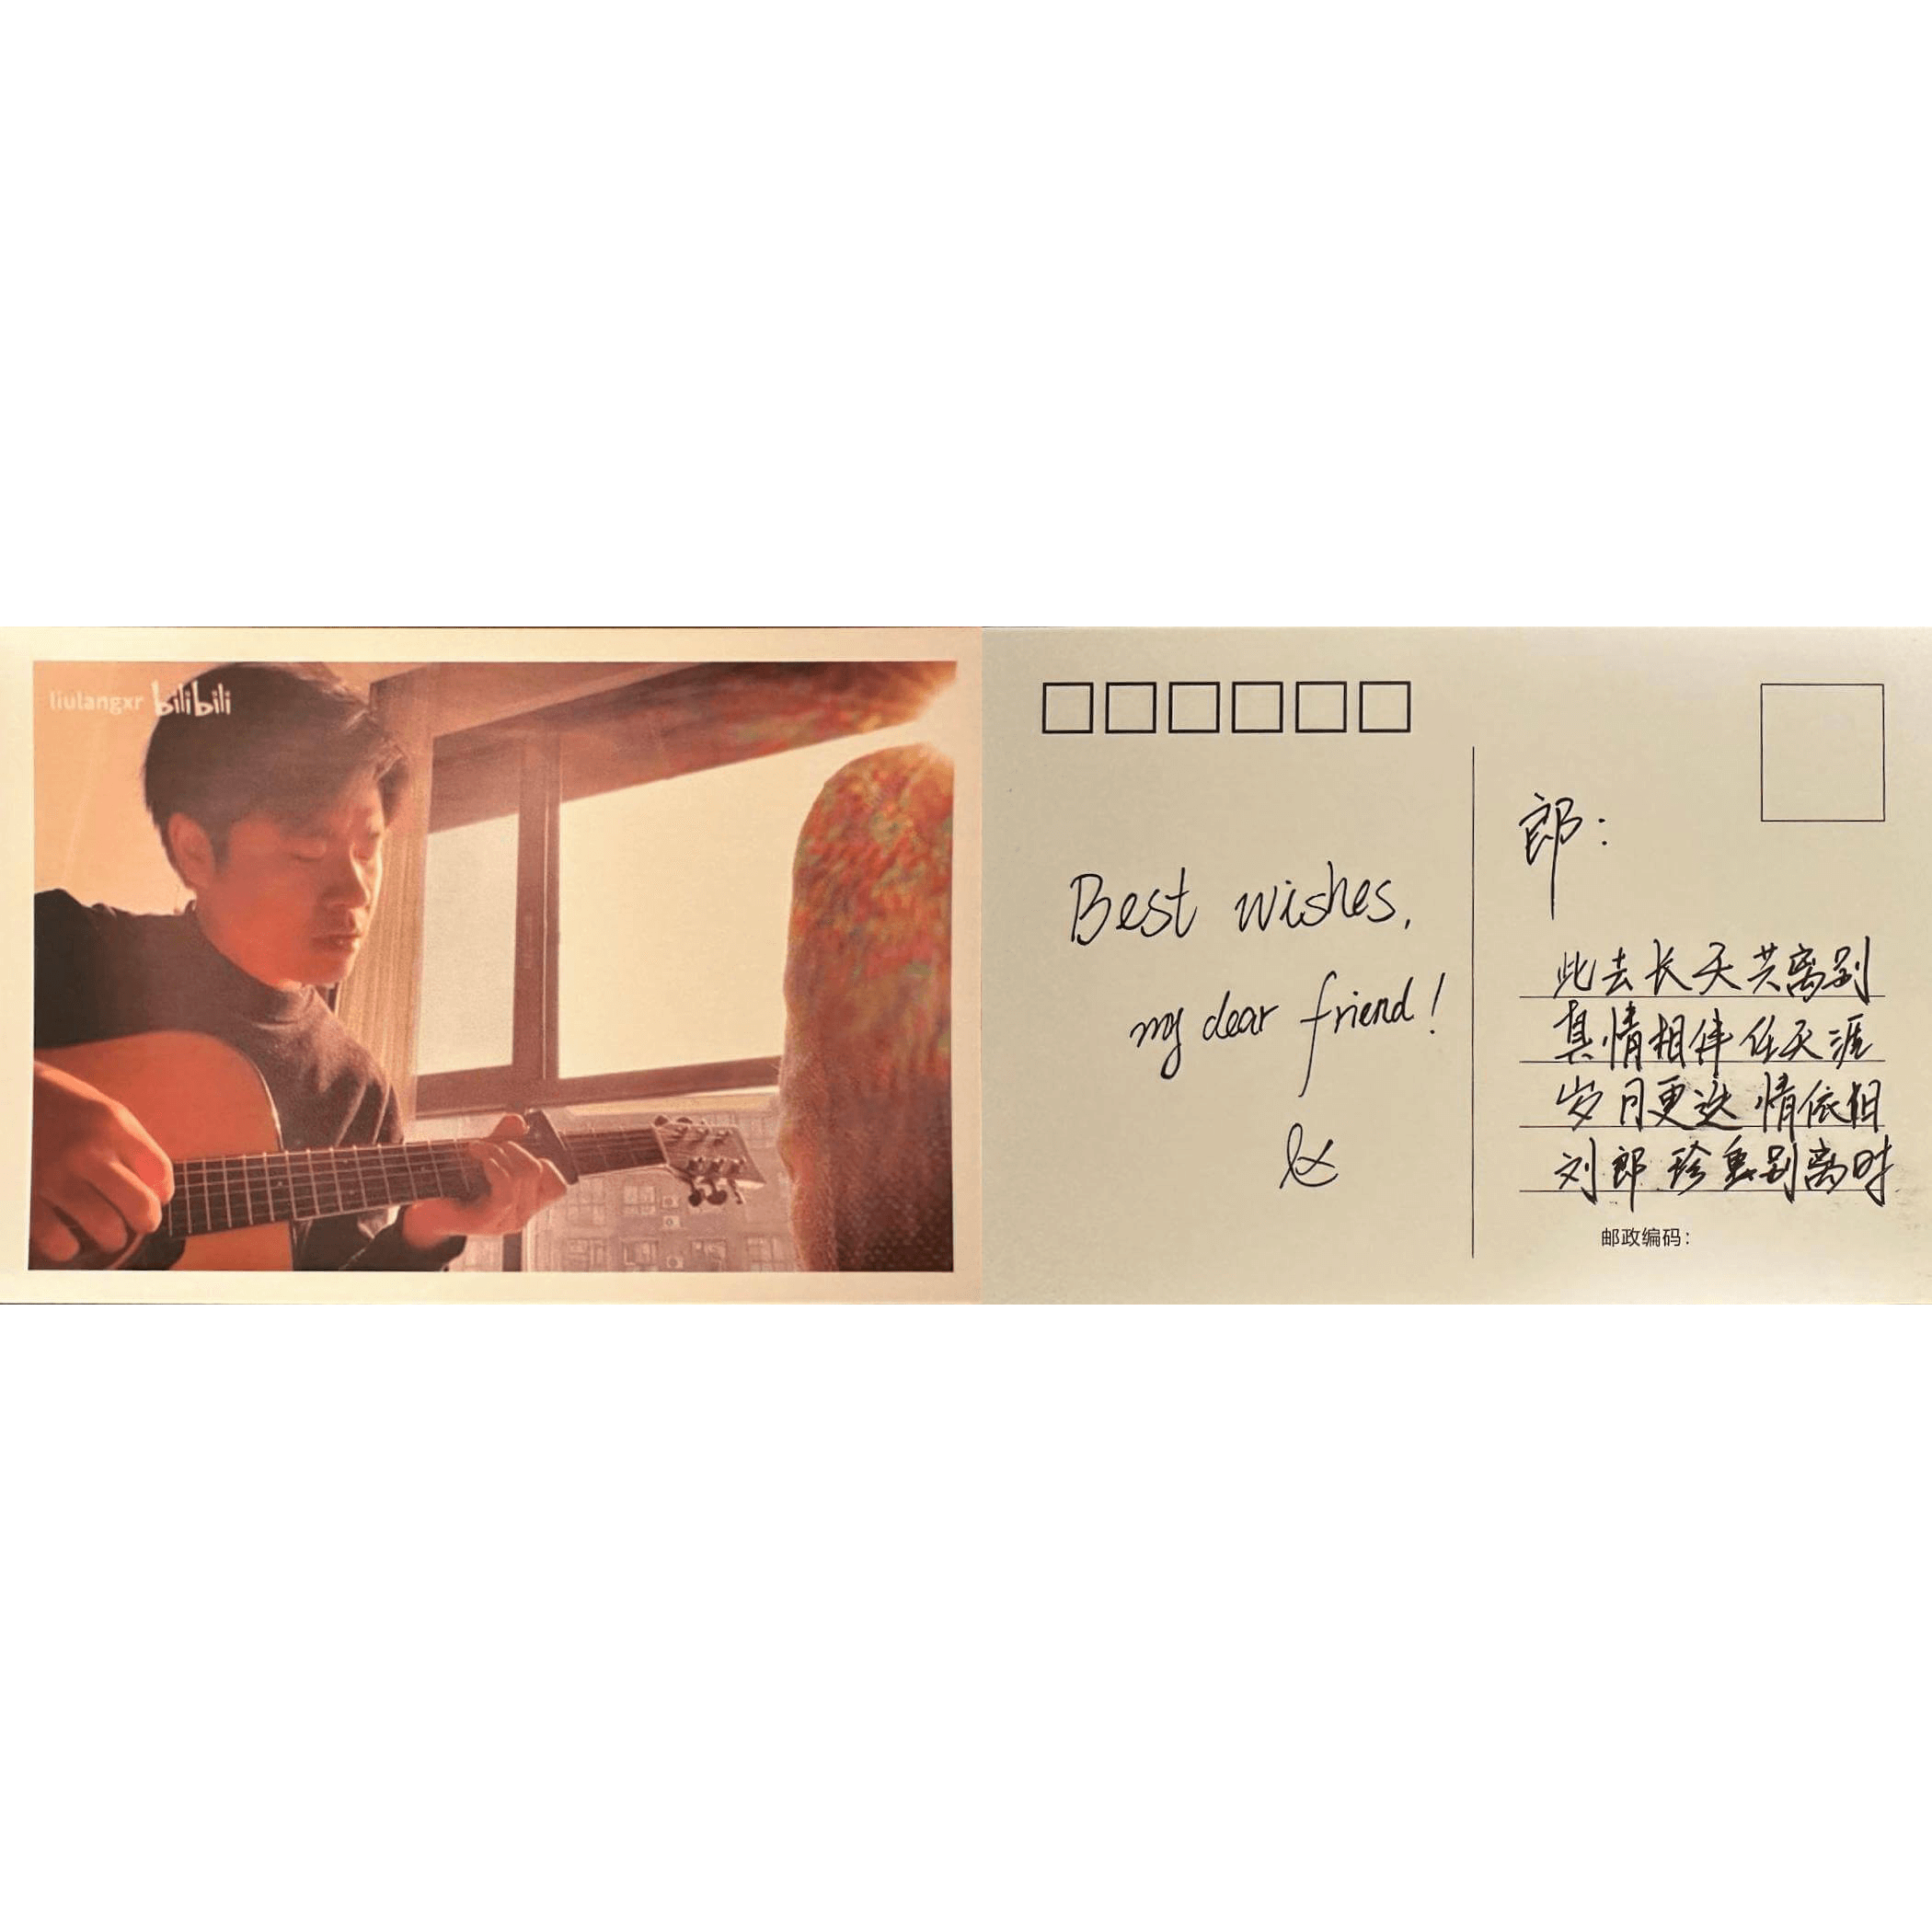 liulangxr bilibili
Best wishes,
my dear friend!
郎：
此去长天共离别
真情相伴任天涯
岁月更迭情依旧
刘郎珍重别离时
邮政编码：